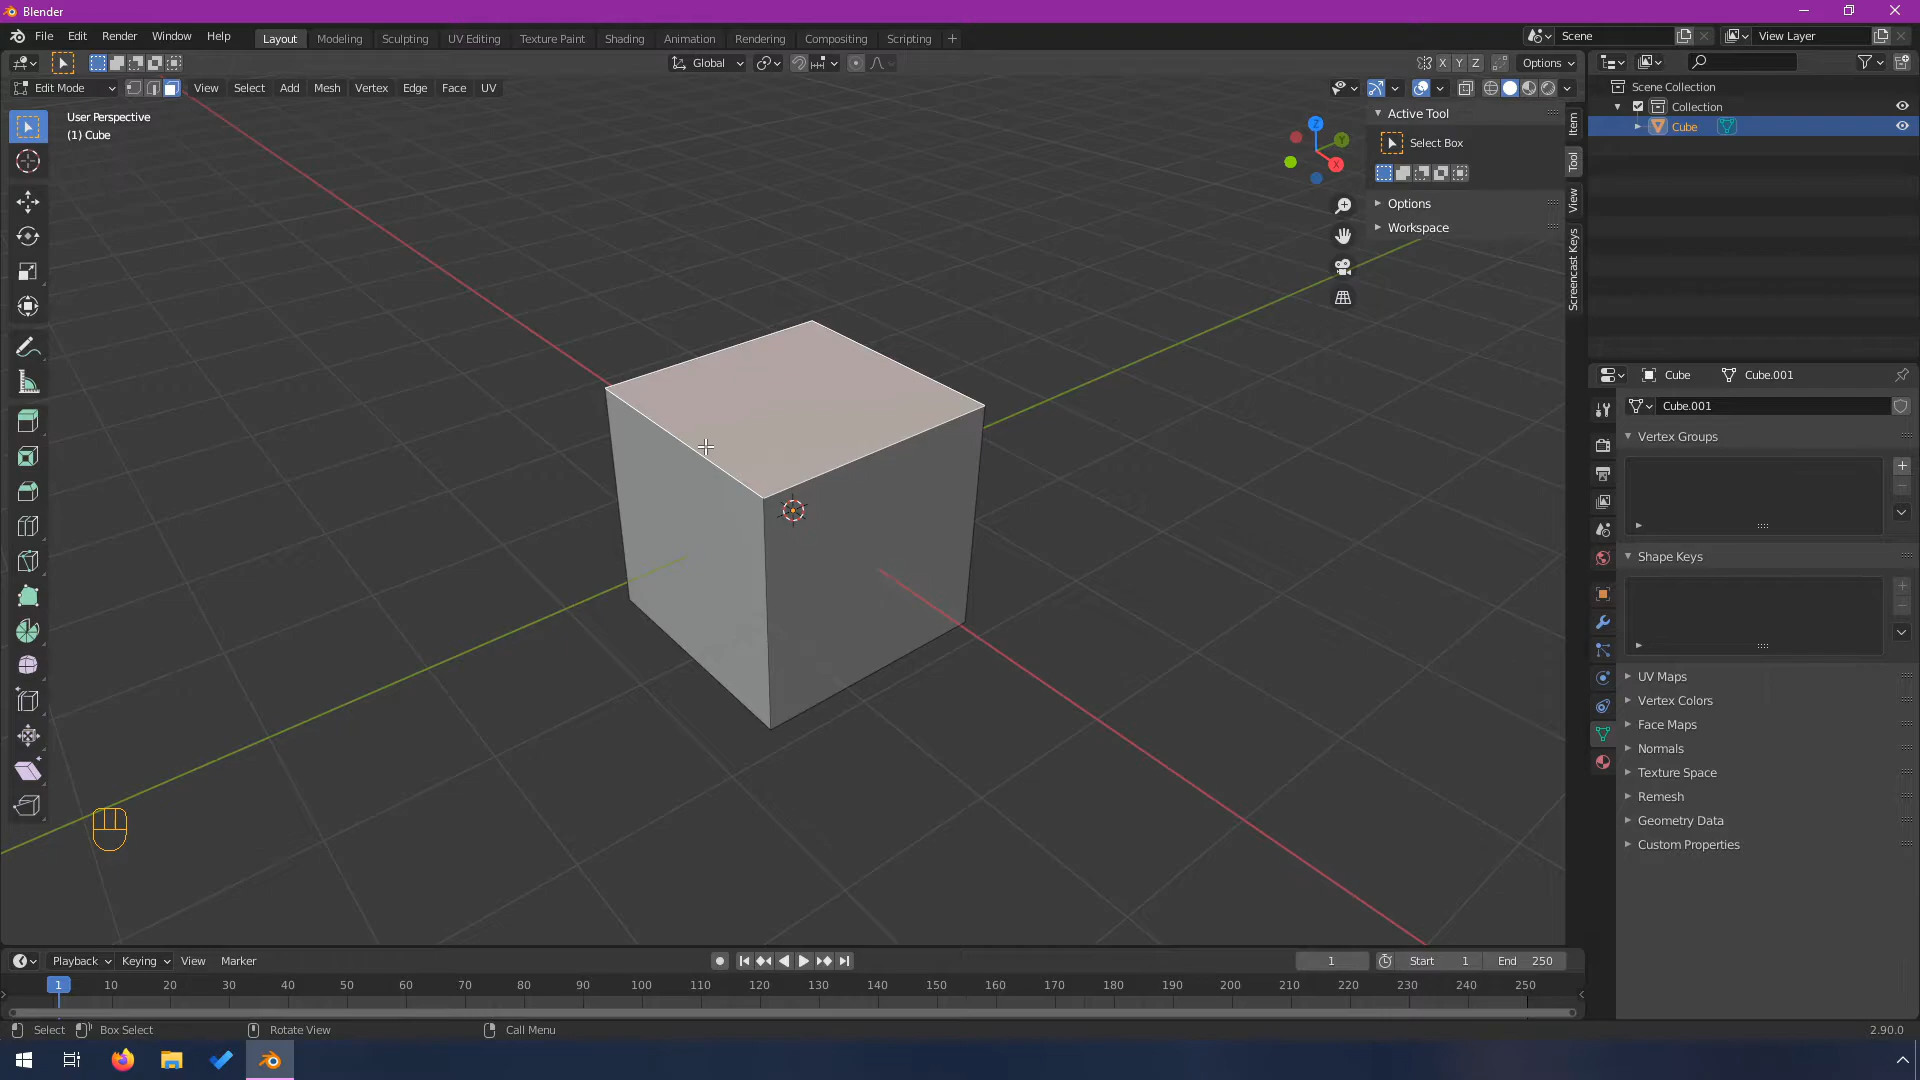 Blender
File Edit Render Window Help
Layout Modeling Sculpting UV Editing Texture Paint Shading Animation Rendering Compositing Scripting
Scene
View Layer
Global
X Y Z
Options
Edit Mode
View Select Add Mesh Vertex Edge Face UV
User Perspective
(1) Cube
Z
Y
X
Active Tool
Select Box
Options
Workspace
Item
Tool
View
Screencast Keys
Scene Collection
Collection
Cube
Cube
Cube.001
Cube.001
Vertex Groups
Shape Keys
UV Maps
Vertex Colors
Face Maps
Normals
Texture Space
Remesh
Geometry Data
Custom Properties
Playback Keying View Marker
1
Start 1
End 250
1 10 20 30 40 50 60 70 80 90 100 110 120 130 140 150 160 170 180 190 200 210 220 230 240 250
Select Box Select Rotate View Call Menu
2.90.0